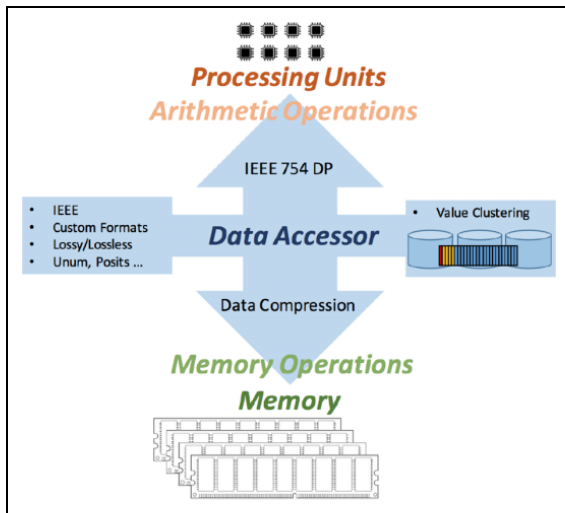 Processing Units
Arithmetic Operations
IEEE 754 DP
• IEEE
• Custom Formats
• Lossy/Lossless
• Unum, Posits ...
Data Accessor
• Value Clustering
Data Compression
Memory Operations
Memory